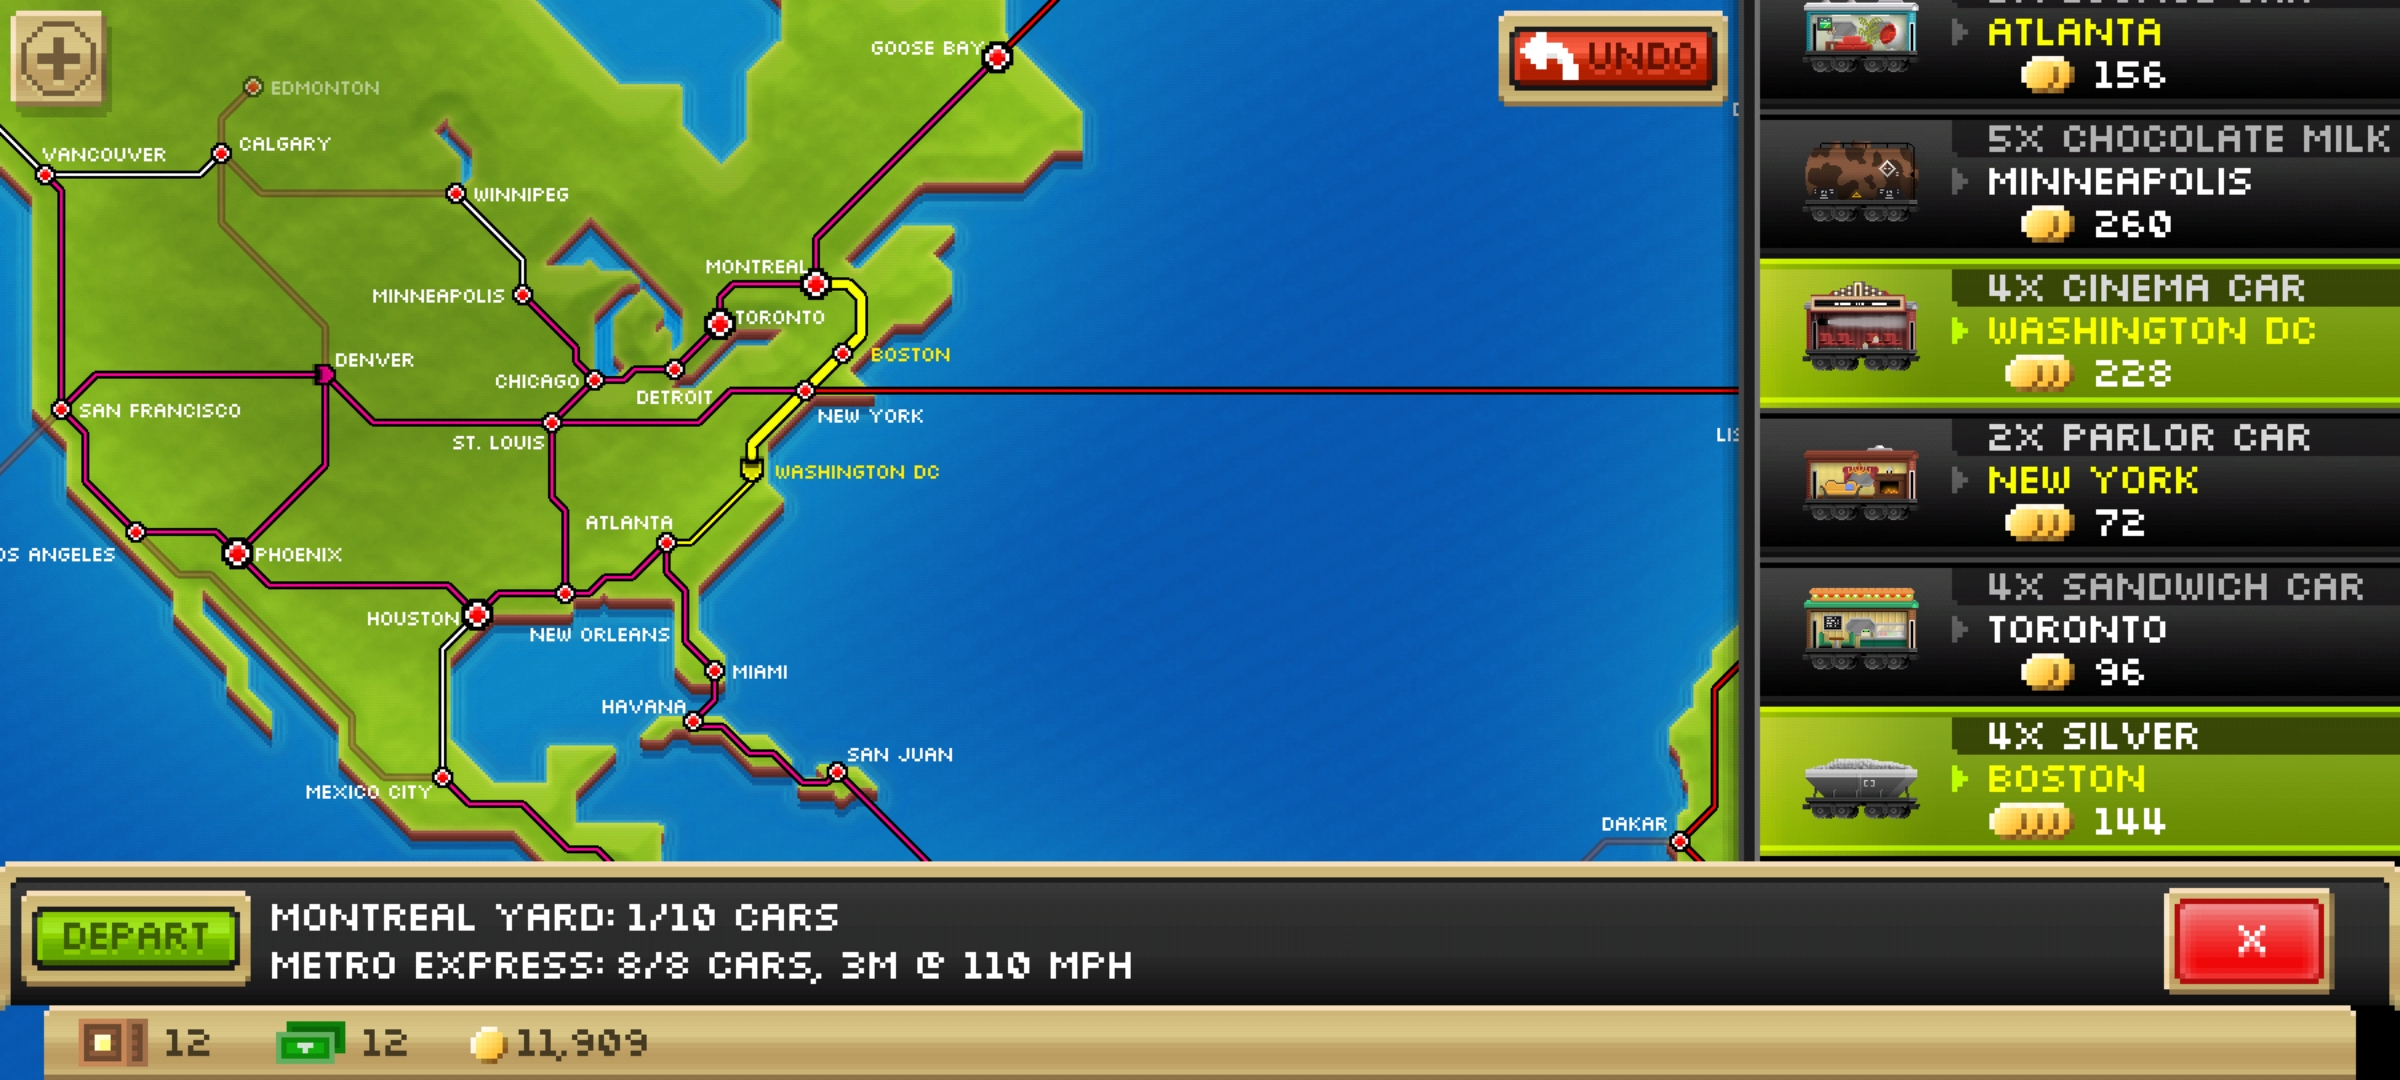 GOOSE BAY
UNDO
EDMONTON
VANCOUVER
CALGARY
WINNIPEG
MONTREAL
MINNEAPOLIS
TORONTO
DENVER
BOSTON
CHICAGO
DETROIT
SAN FRANCISCO
NEW YORK
ST. LOUIS
WASHINGTON DC
ATLANTA
OS ANGELES
PHOENIX
HOUSTON
NEW ORLEANS
MIAMI
HAVANA
SAN JUAN
MEXICO CITY
DAKAR
LIS
ATLANTA
156
5X CHOCOLATE MILK
MINNEAPOLIS
260
4X CINEMA CAR
WASHINGTON DC
228
2X PARLOR CAR
NEW YORK
72
4X SANDWICH CAR
TORONTO
96
4X SILVER
BOSTON
144
DEPART
MONTREAL YARD: 1/10 CARS
METRO EXPRESS: 8/8 CARS, 3M @ 110 MPH
X
12
12
11,909